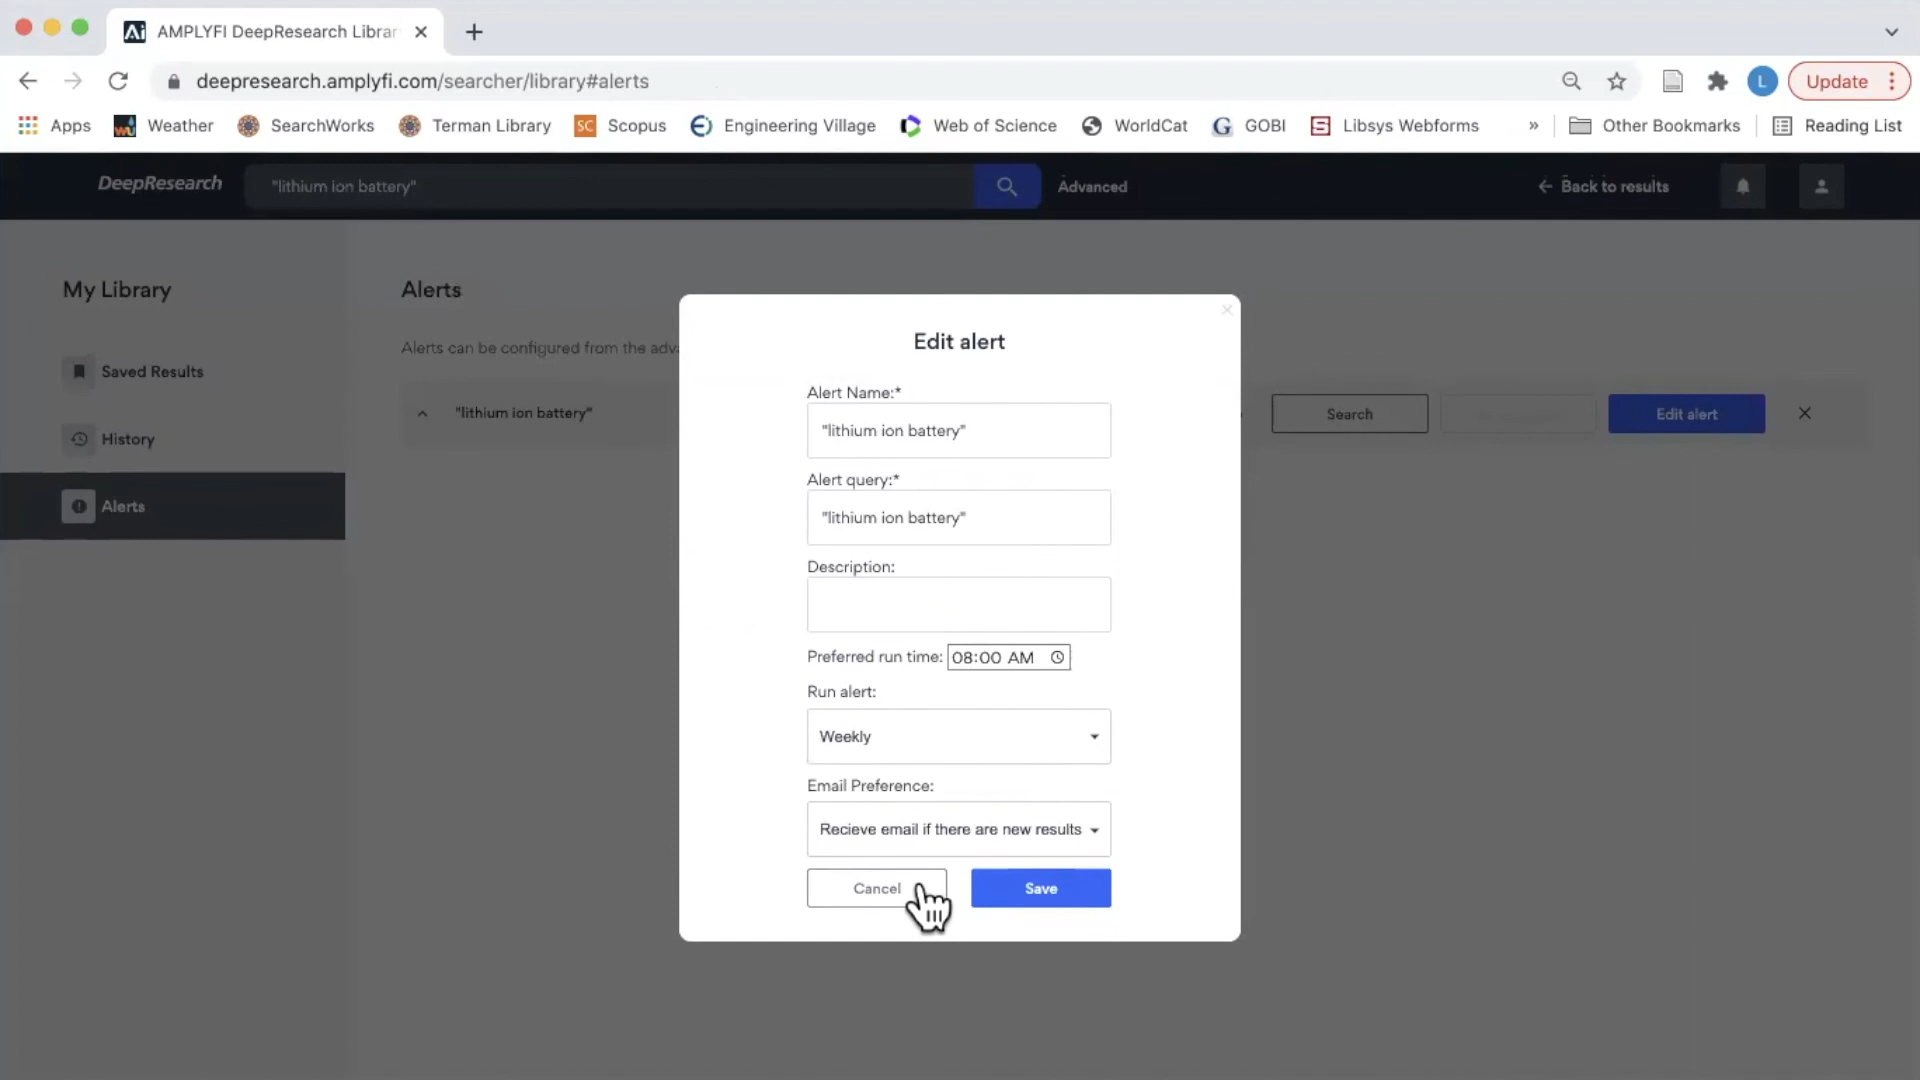 AMPLYFI DeepResearch Librar
deepresearch.amplyfi.com/searcher/library#alerts
Update
Apps
Weather
SearchWorks
Terman Library
SC Scopus
Engineering Village
Web of Science
WorldCat
GOBI
Libsys Webforms
»
Other Bookmarks
Reading List
DeepResearch
"lithium ion battery"
Advanced
Back to results
My Library
Saved Results
History
Alerts
Alerts
Alerts can be configured from the adva
"lithium ion battery"
Search
Edit alert
Edit alert
Alert Name:*
"lithium ion battery"
Alert query:*
"lithium ion battery"
Description:
Preferred run time: 08:00 AM
Run alert:
Weekly
Email Preference:
Recieve email if there are new results
Cancel
Save